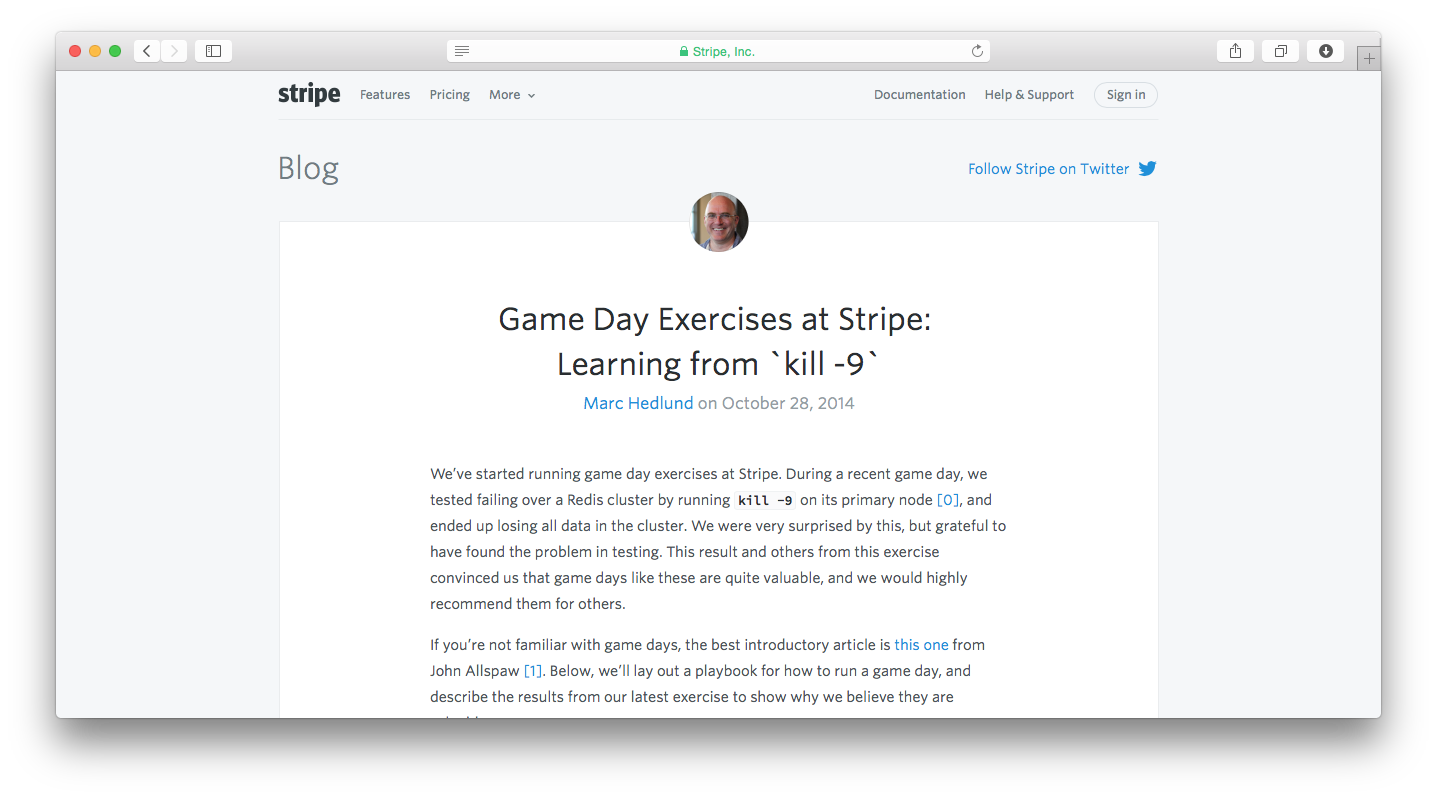 Stripe, Inc.
stripe Features Pricing More Documentation Help & Support Sign in
Blog Follow Stripe on Twitter
Game Day Exercises at Stripe:
Learning from `kill -9`
Marc Hedlund on October 28, 2014
We’ve started running game day exercises at Stripe. During a recent game day, we
tested failing over a Redis cluster by running kill -9 on its primary node [0], and
ended up losing all data in the cluster. We were very surprised by this, but grateful to
have found the problem in testing. This result and others from this exercise
convinced us that game days like these are quite valuable, and we would highly
recommend them for others.
If you’re not familiar with game days, the best introductory article is this one from
John Allspaw [1]. Below, we’ll lay out a playbook for how to run a game day, and
describe the results from our latest exercise to show why we believe they are